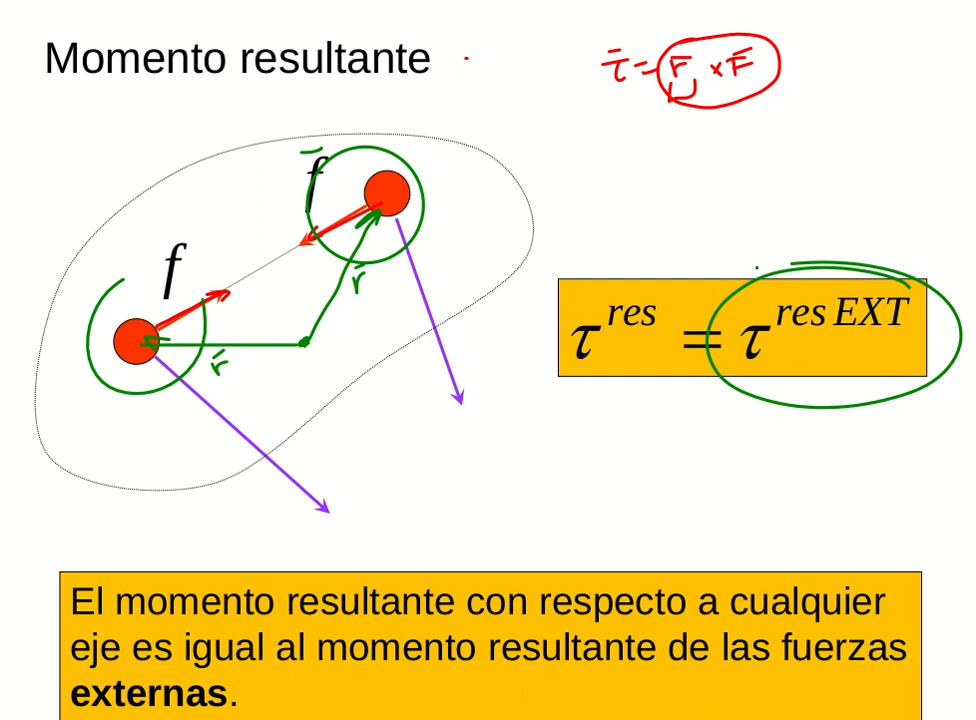 Momento resultante
τ̄ = r̄ × F̄
f̄
f
r̄
r̄
τ^res = τ^res EXT
El momento resultante con respecto a cualquier
eje es igual al momento resultante de las fuerzas
externas.